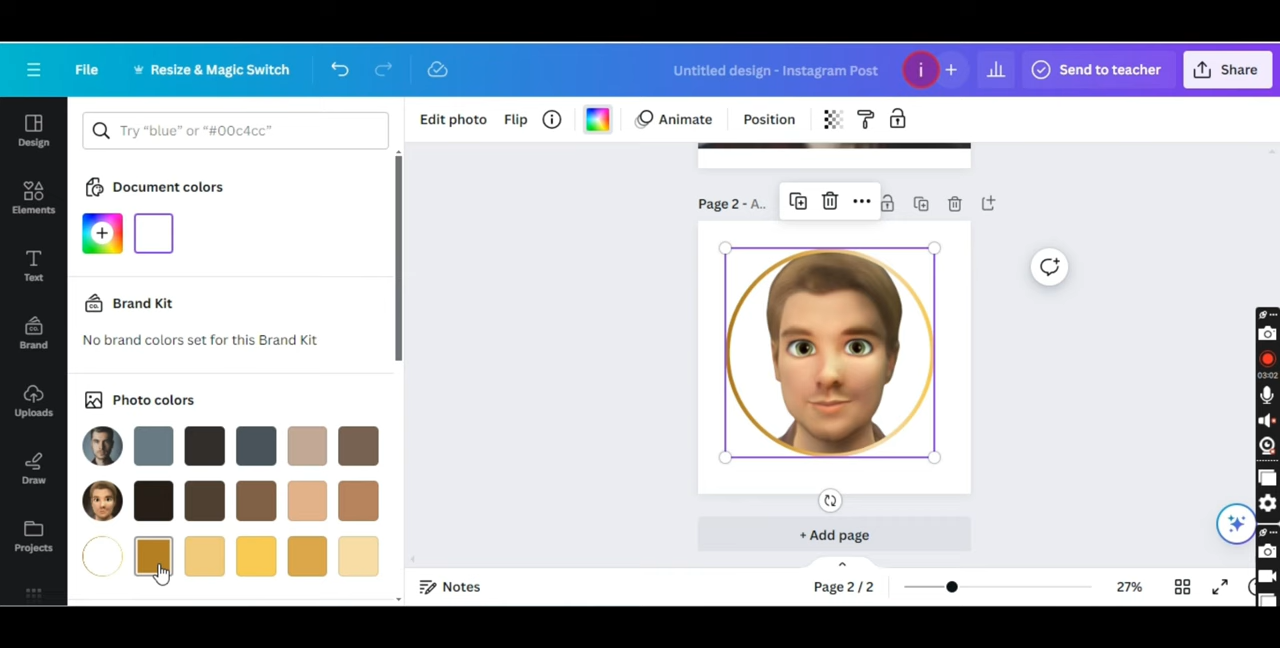 File
Resize & Magic Switch
Untitled design - Instagram Post
i
+
Send to teacher
Share
Design
Elements
Text
Brand
Uploads
Draw
Projects
Try “blue” or “#00c4cc”
Document colors
Brand Kit
No brand colors set for this Brand Kit
Photo colors
Edit photo
Flip
Animate
Position
Page 2 - A..
+ Add page
Notes
Page 2 / 2
27%
03:02